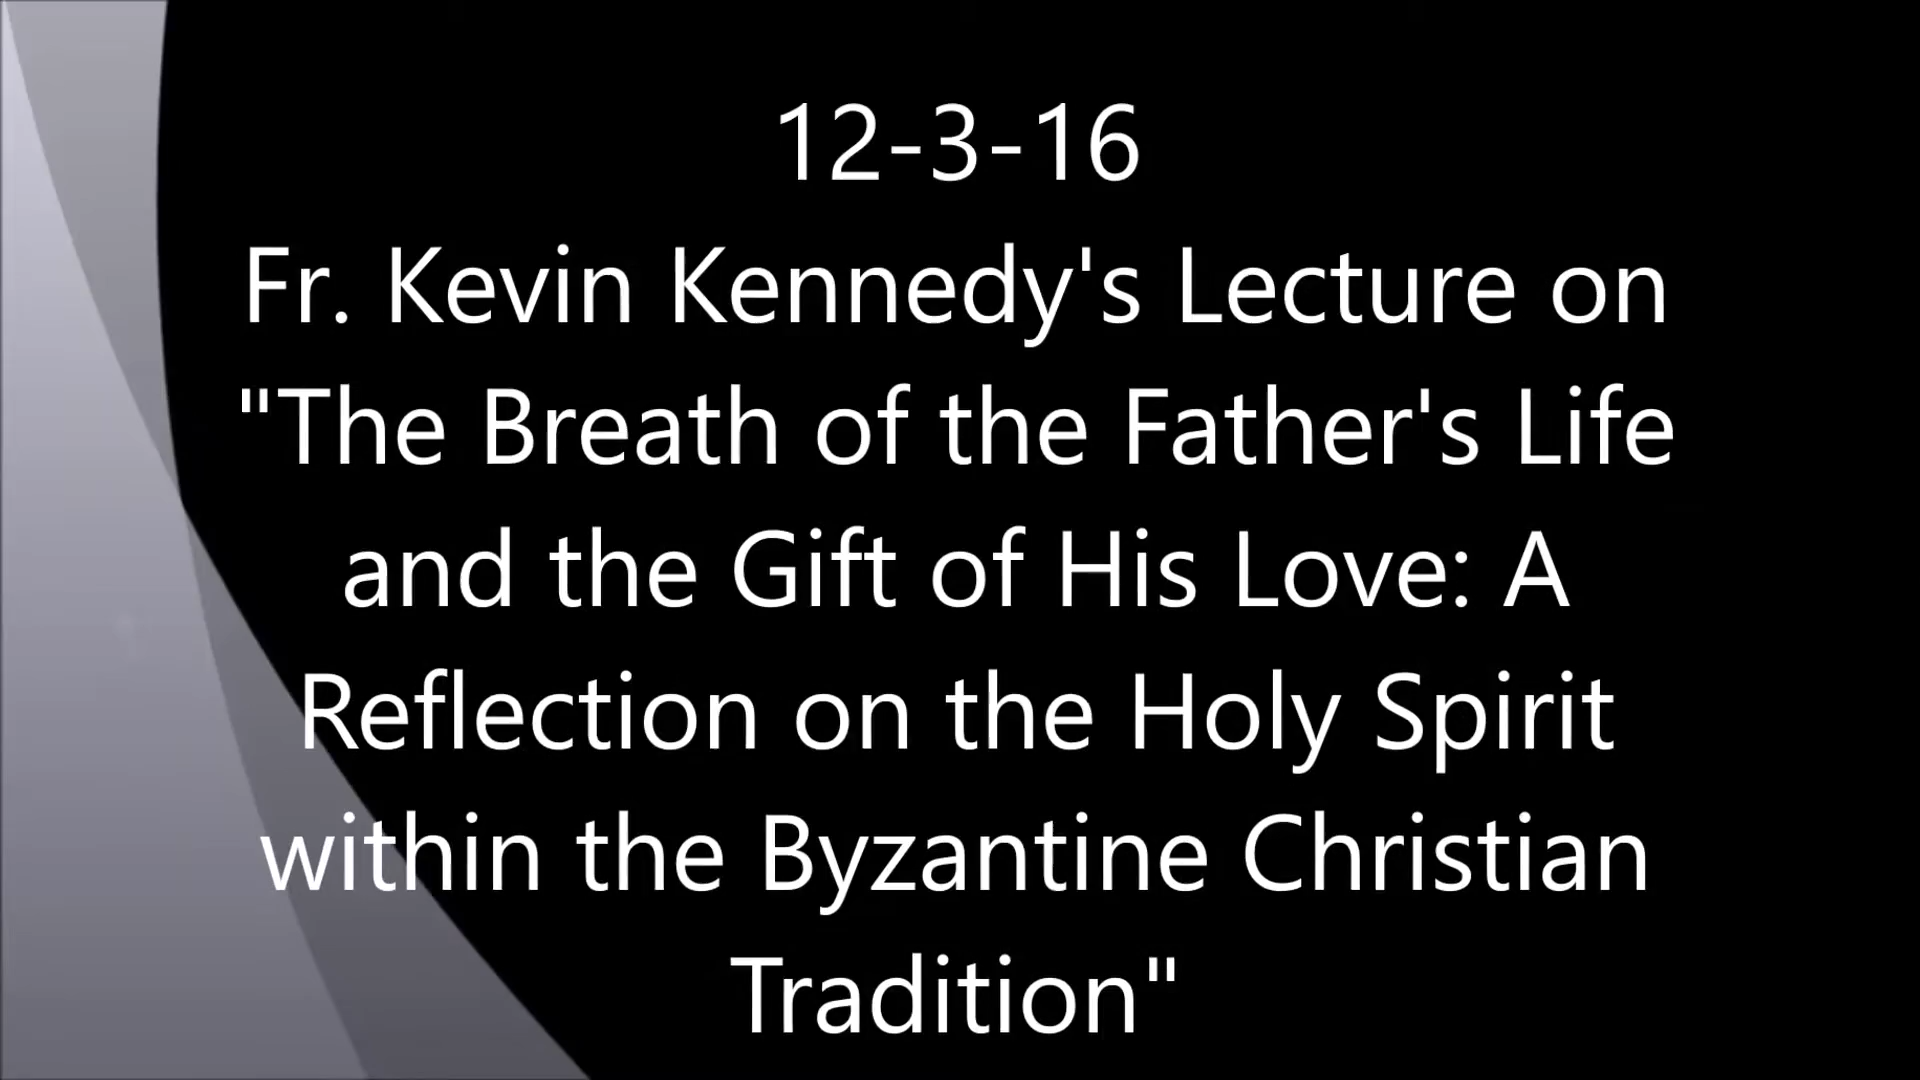 12-3-16
Fr. Kevin Kennedy's Lecture on
"The Breath of the Father's Life
and the Gift of His Love: A
Reflection on the Holy Spirit
within the Byzantine Christian
Tradition"